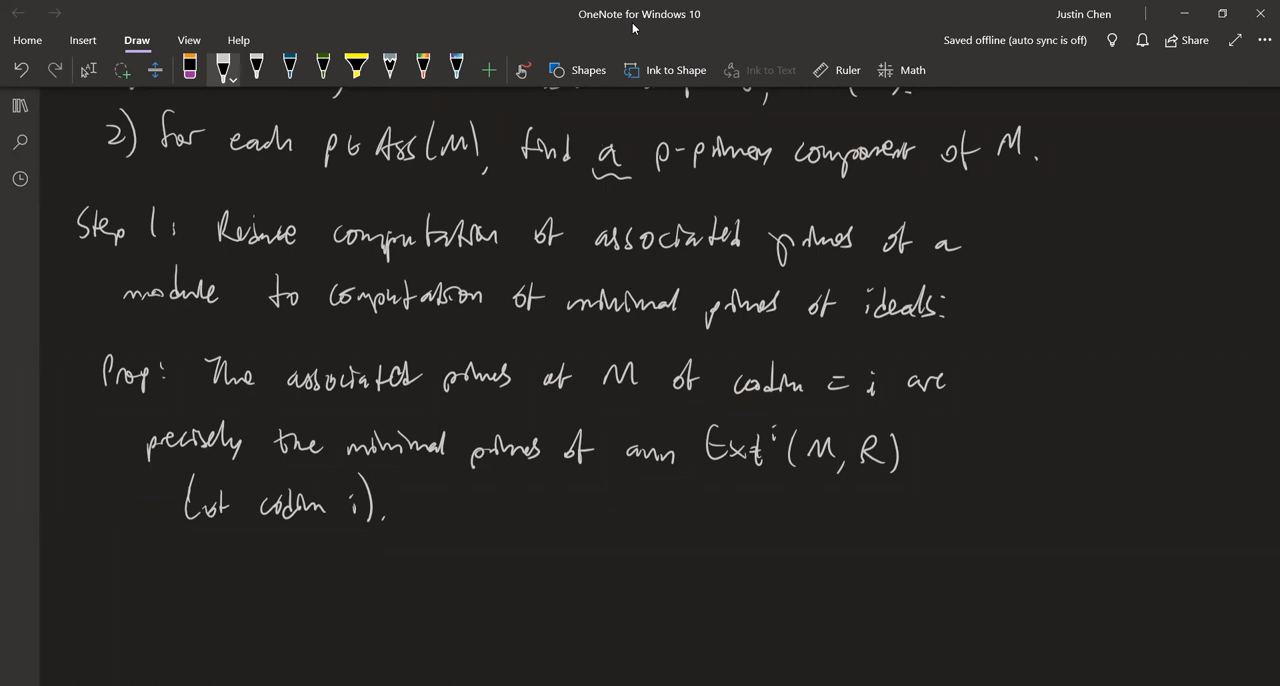 OneNote for Windows 10
Justin Chen
Home Insert Draw View Help
Saved offline (auto sync is off) Share
Shapes Ink to Shape Ink to Text Ruler Math
2) For each p ∈ Ass(M), find a p-primary component of M.
Step 1: Reduce computation of associated primes of a
module to computation of minimal primes of ideals:
Prop: The associated primes of M of codim = i are
precisely the minimal primes of ann Ext^i(M, R)
(of codim i).